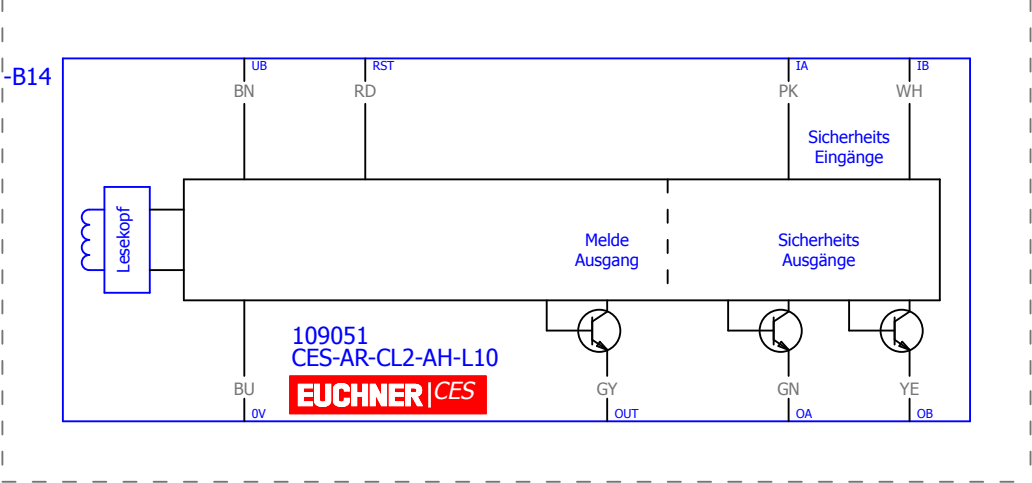 -B14
UB
RST
IA
IB
BN
RD
PK
WH
Sicherheits
Eingänge
Lesekopf
Melde
Ausgang
Sicherheits
Ausgänge
109051
CES-AR-CL2-AH-L10
EUCHNER|CES
BU
GY
GN
YE
0V
OUT
OA
OB